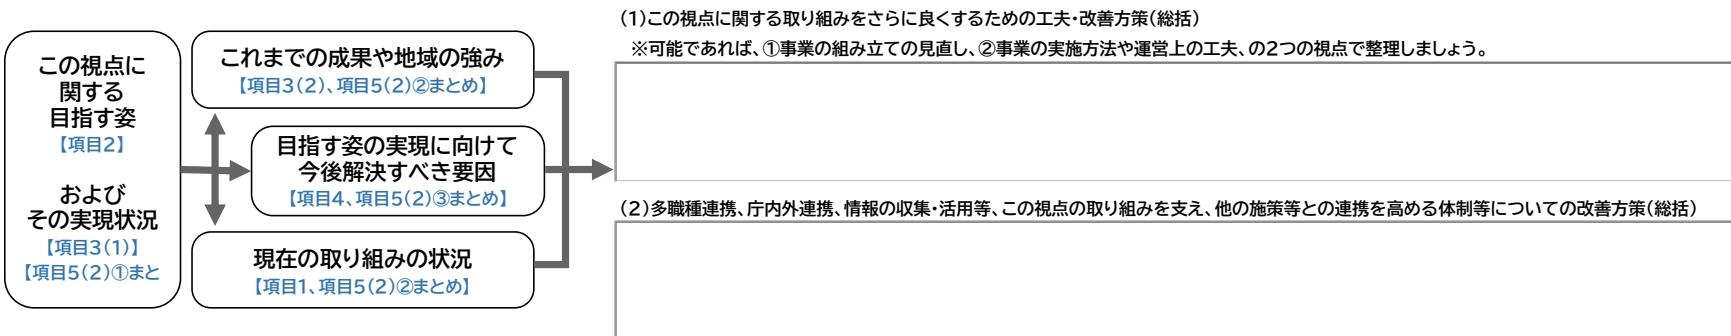 この視点に
関する
目指す姿
【項目2】
および
その実現状況
【項目3(1)】
【項目5(2)①まと
これまでの成果や地域の強み
【項目3(2)、項目5(2)②まとめ】
目指す姿の実現に向けて
今後解決すべき要因
【項目4、項目5(2)③まとめ】
現在の取り組みの状況
【項目1、項目5(2)②まとめ】
(1)この視点に関する取り組みをさらに良くするための工夫・改善方策(総括)
※可能であれば、①事業の組み立ての見直し、②事業の実施方法や運営上の工夫、の2つの視点で整理しましょう。
(2)多職種連携、庁内外連携、情報の収集・活用等、この視点の取り組みを支え、他の施策等との連携を高める体制等についての改善方策(総括)